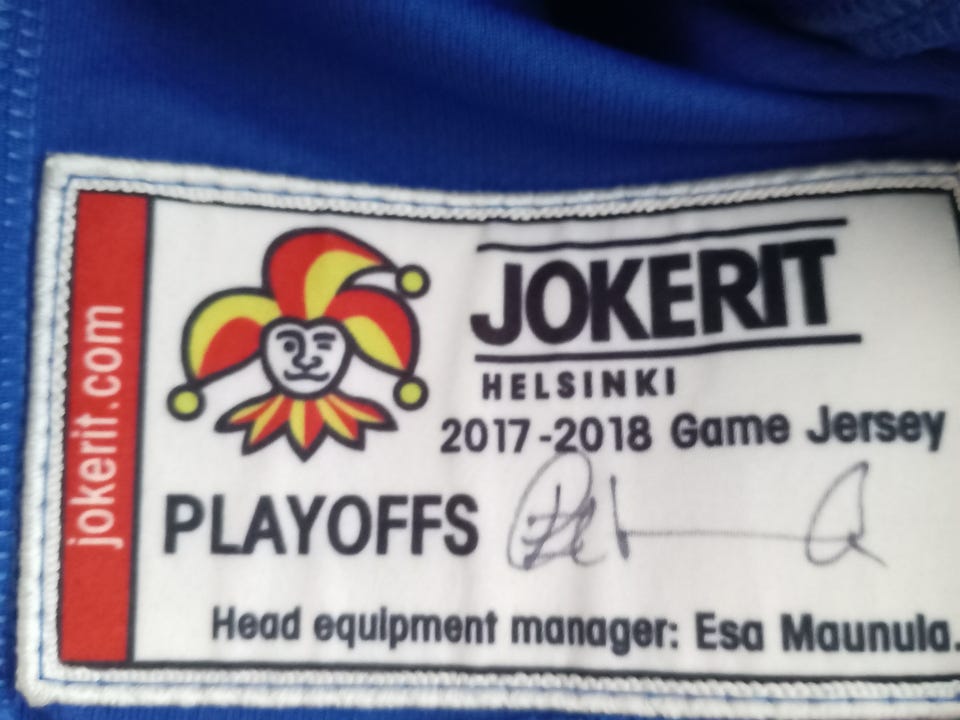 jokerit.com
JOKERIT
HELSINKI
2017-2018 Game Jersey
PLAYOFFS
Head equipment manager: Esa Maunula.